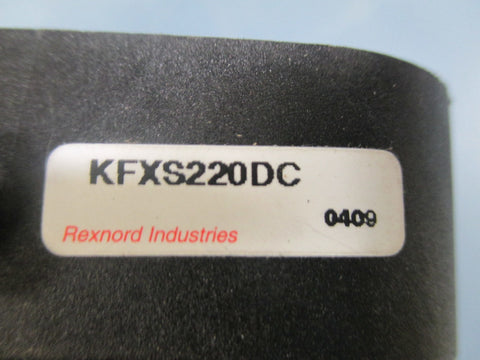 KFXS220DC
0409
Rexnord Industries